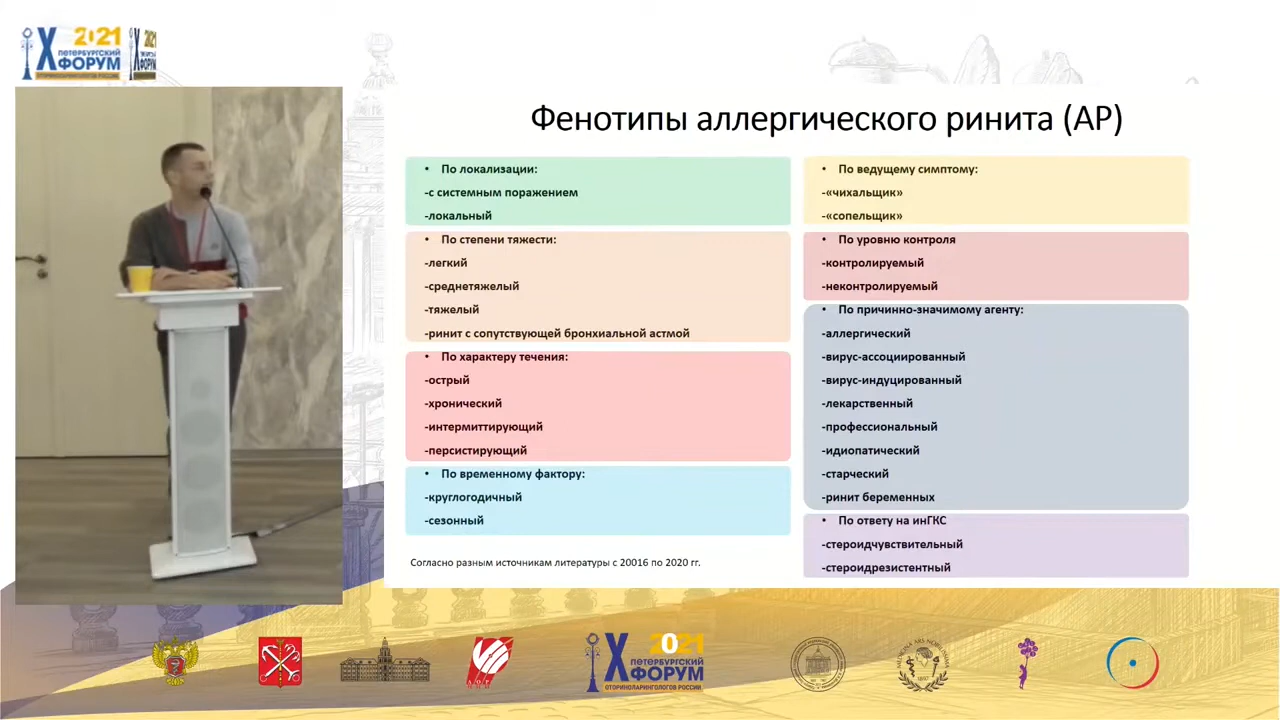 X
2021
ПЕТЕРБУРГСКИЙ
ФОРУМ
ОТОРИНОЛАРИНГОЛОГОВ РОССИИ
X
2021
ФОРУМ
Фенотипы аллергического ринита (АР)
• По локализации:
-с системным поражением
-локальный
• По степени тяжести:
-легкий
-среднетяжелый
-тяжелый
-ринит с сопутствующей бронхиальной астмой
• По характеру течения:
-острый
-хронический
-интермиттирующий
-персистирующий
• По временному фактору:
-круглогодичный
-сезонный
Согласно разным источникам литературы с 20016 по 2020 гг.
• По ведущему симптому:
-«чихальщик»
-«сопельщик»
• По уровню контроля
-контролируемый
-неконтролируемый
• По причинно-значимому агенту:
-аллергический
-вирус-ассоциированный
-вирус-индуцированный
-лекарственный
-профессиональный
-идиопатический
-старческий
-ринит беременных
• По ответу на инГКС
-стероидчувствительный
-стероидрезистентный
X
2021
ПЕТЕРБУРГСКИЙ
ФОРУМ
ОТОРИНОЛАРИНГОЛОГОВ РОССИИ